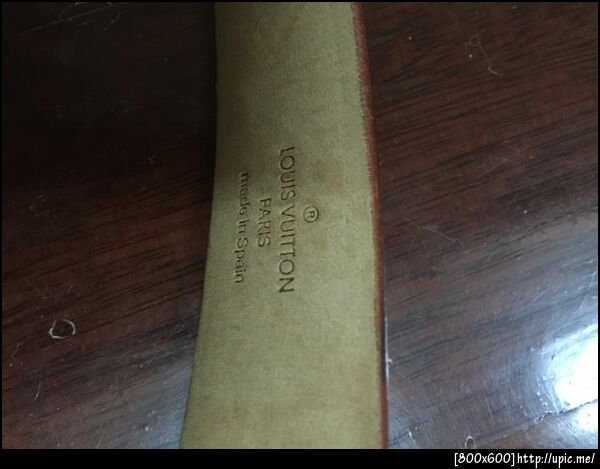 ®
LOUIS VUITTON
PARIS
made in Spain
[800x600]http://upic.me/